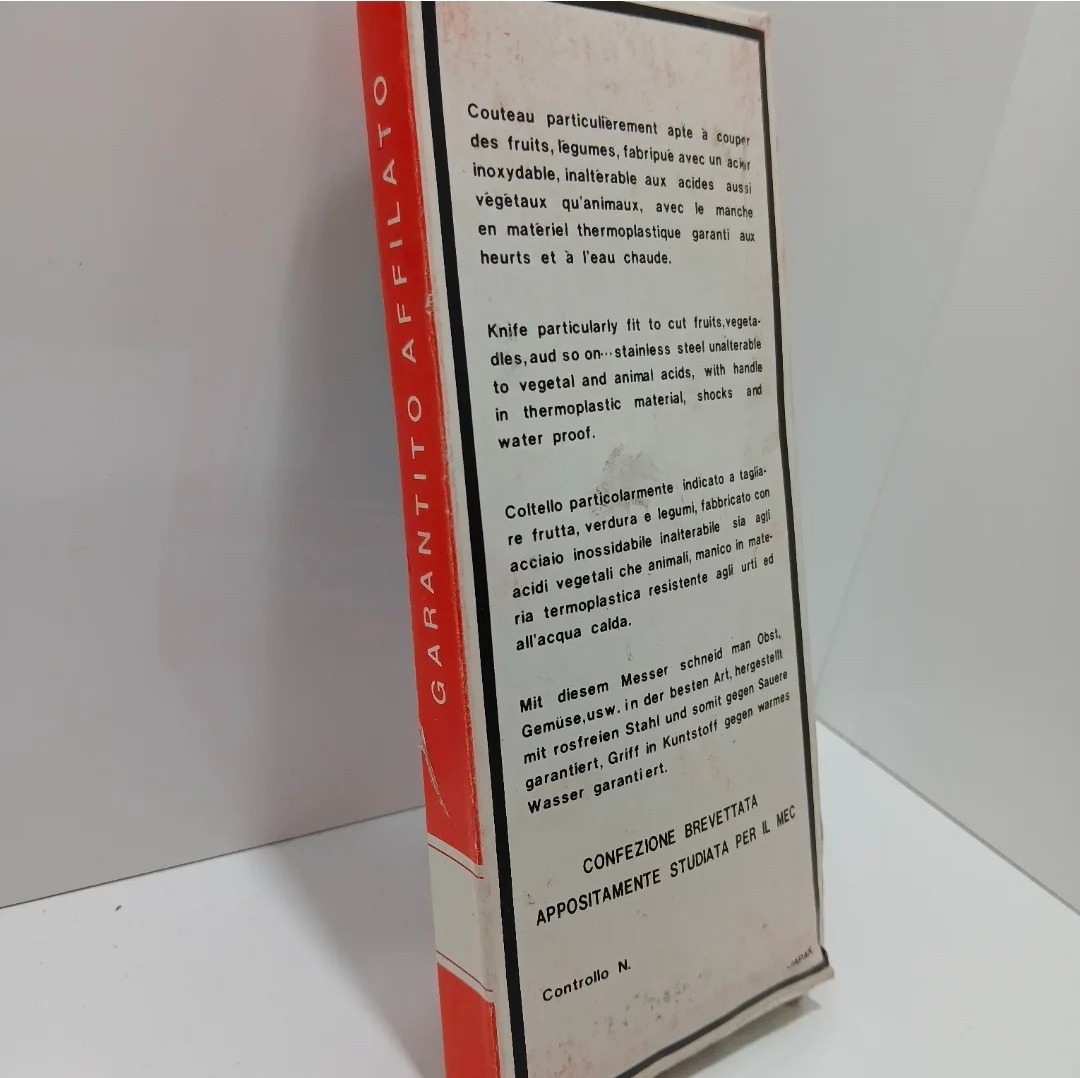 GARANTITO AFFILATO
Couteau particulièrement apte à couper
des fruits, légumes, fabripué avec un acier
inoxydable, inaltérable aux acides aussi
végétaux qu'animaux, avec le manche
en matériel thermoplastique garanti aux
heurts et à l'eau chaude.
Knife particularly fit to cut fruits,vegeta-
dles,aud so on...stainless steel unalterable
to vegetal and animal acids, with handle
in thermoplastic material, shocks and
water proof.
Coltello particolarmente indicato a taglia-
re frutta, verdura e legumi, fabbricato con
acciaio inossidabile inalterabile sia agli
acidi vegetali che animali, manico in mate-
ria termoplastica resistente agli urti ed
all'acqua calda.
Mit diesem Messer schneid man Obst,
Gemüse,usw. in der besten Art, hergestellt
mit rosfreien Stahl und somit gegen Sauere
garantiert, Griff in Kuntstoff gegen warmes
Wasser garantiert.
CONFEZIONE BREVETTATA
APPOSITAMENTE STUDIATA PER IL MEC
Controllo N.
JAPAN